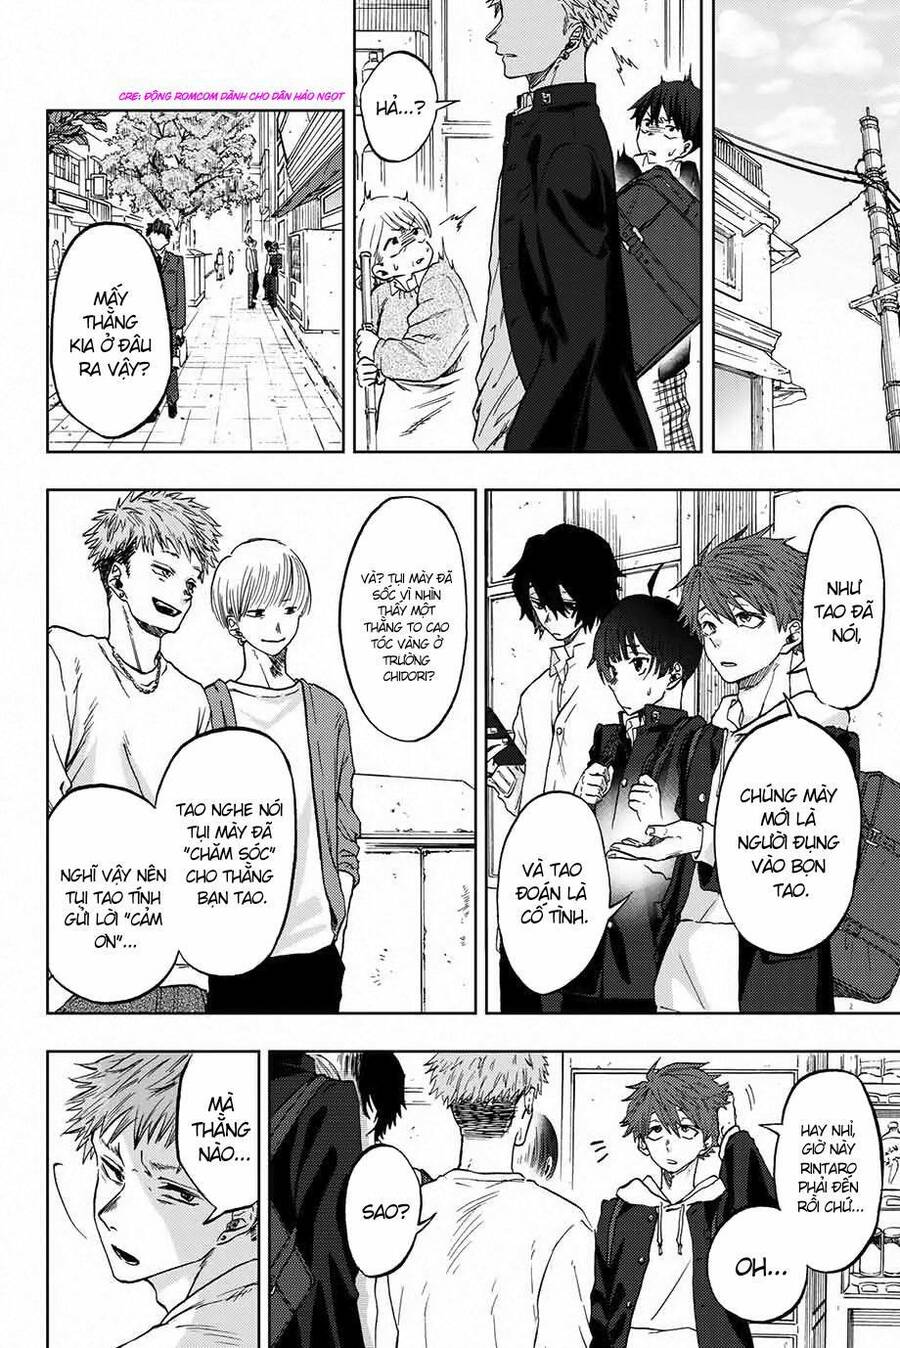 CRE: ĐỘNG ROMCOM DÀNH CHO DÂN HẢO NGỌT
HẢ...?
MẤY
THẰNG
KIA Ở ĐÂU
RA VẬY?
NHƯ
TAO ĐÃ
NÓI,
CHÚNG MÀY
MỚI LÀ
NGƯỜI ĐỤNG
VÀO BỌN
TAO.
VÀ TAO
ĐOÁN LÀ
CỐ TÌNH.
VÀ? TỤI MÀY ĐÃ
SỐC VÌ NHÌN
THẤY MỘT
THẰNG TO CAO
TÓC VÀNG Ở
TRƯỜNG
CHIDORI?
TAO NGHE NÓI
TỤI MÀY ĐÃ
"CHĂM SÓC"
CHO THẰNG
BẠN TAO.
NGHĨ VẬY NÊN
TỤI TAO TÍNH
GỬI LỜI "CẢM
ƠN"...
HAY NHỈ,
GIỜ NÀY
RINTARO
PHẢI ĐẾN
RỒI CHỨ...
OH...
SAO?
MÀ
THẰNG
NÀO...